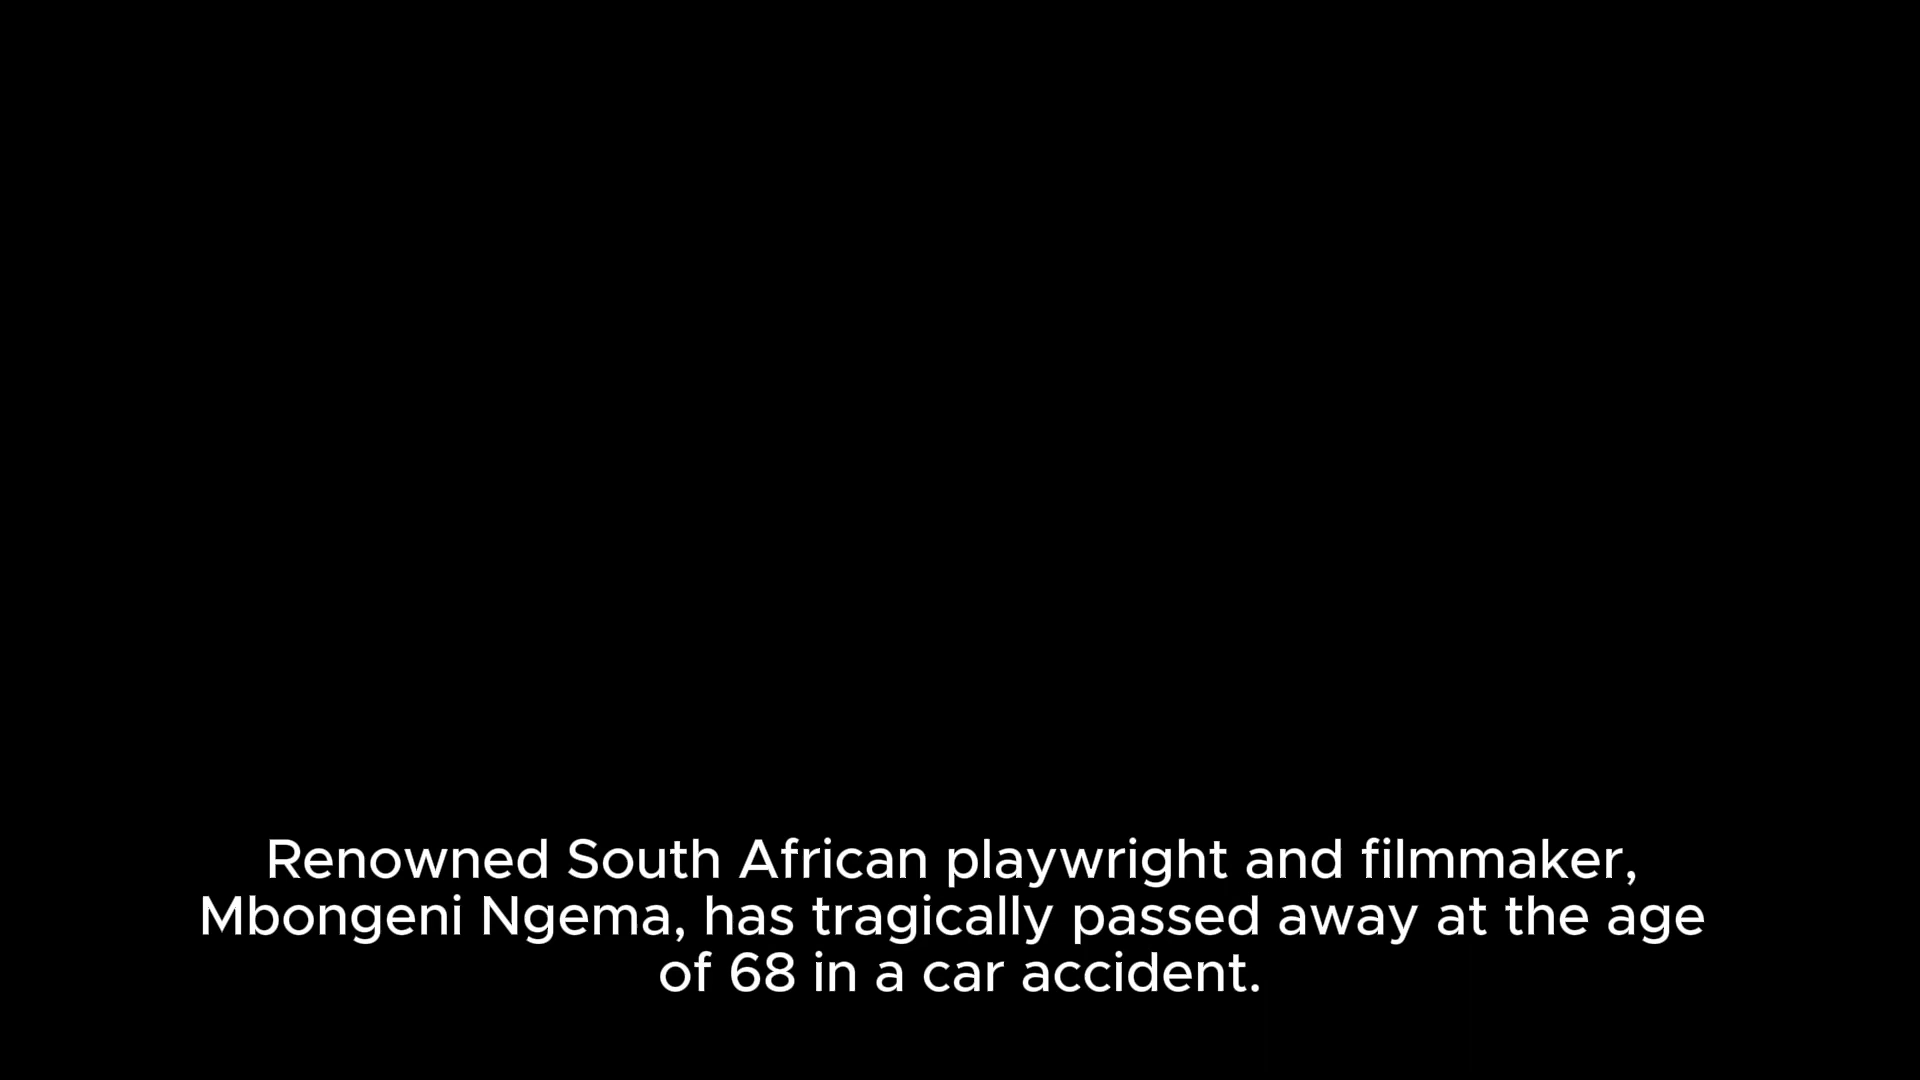 Renowned South African playwright and filmmaker,
Mbongeni Ngema, has tragically passed away at the age
of 68 in a car accident.